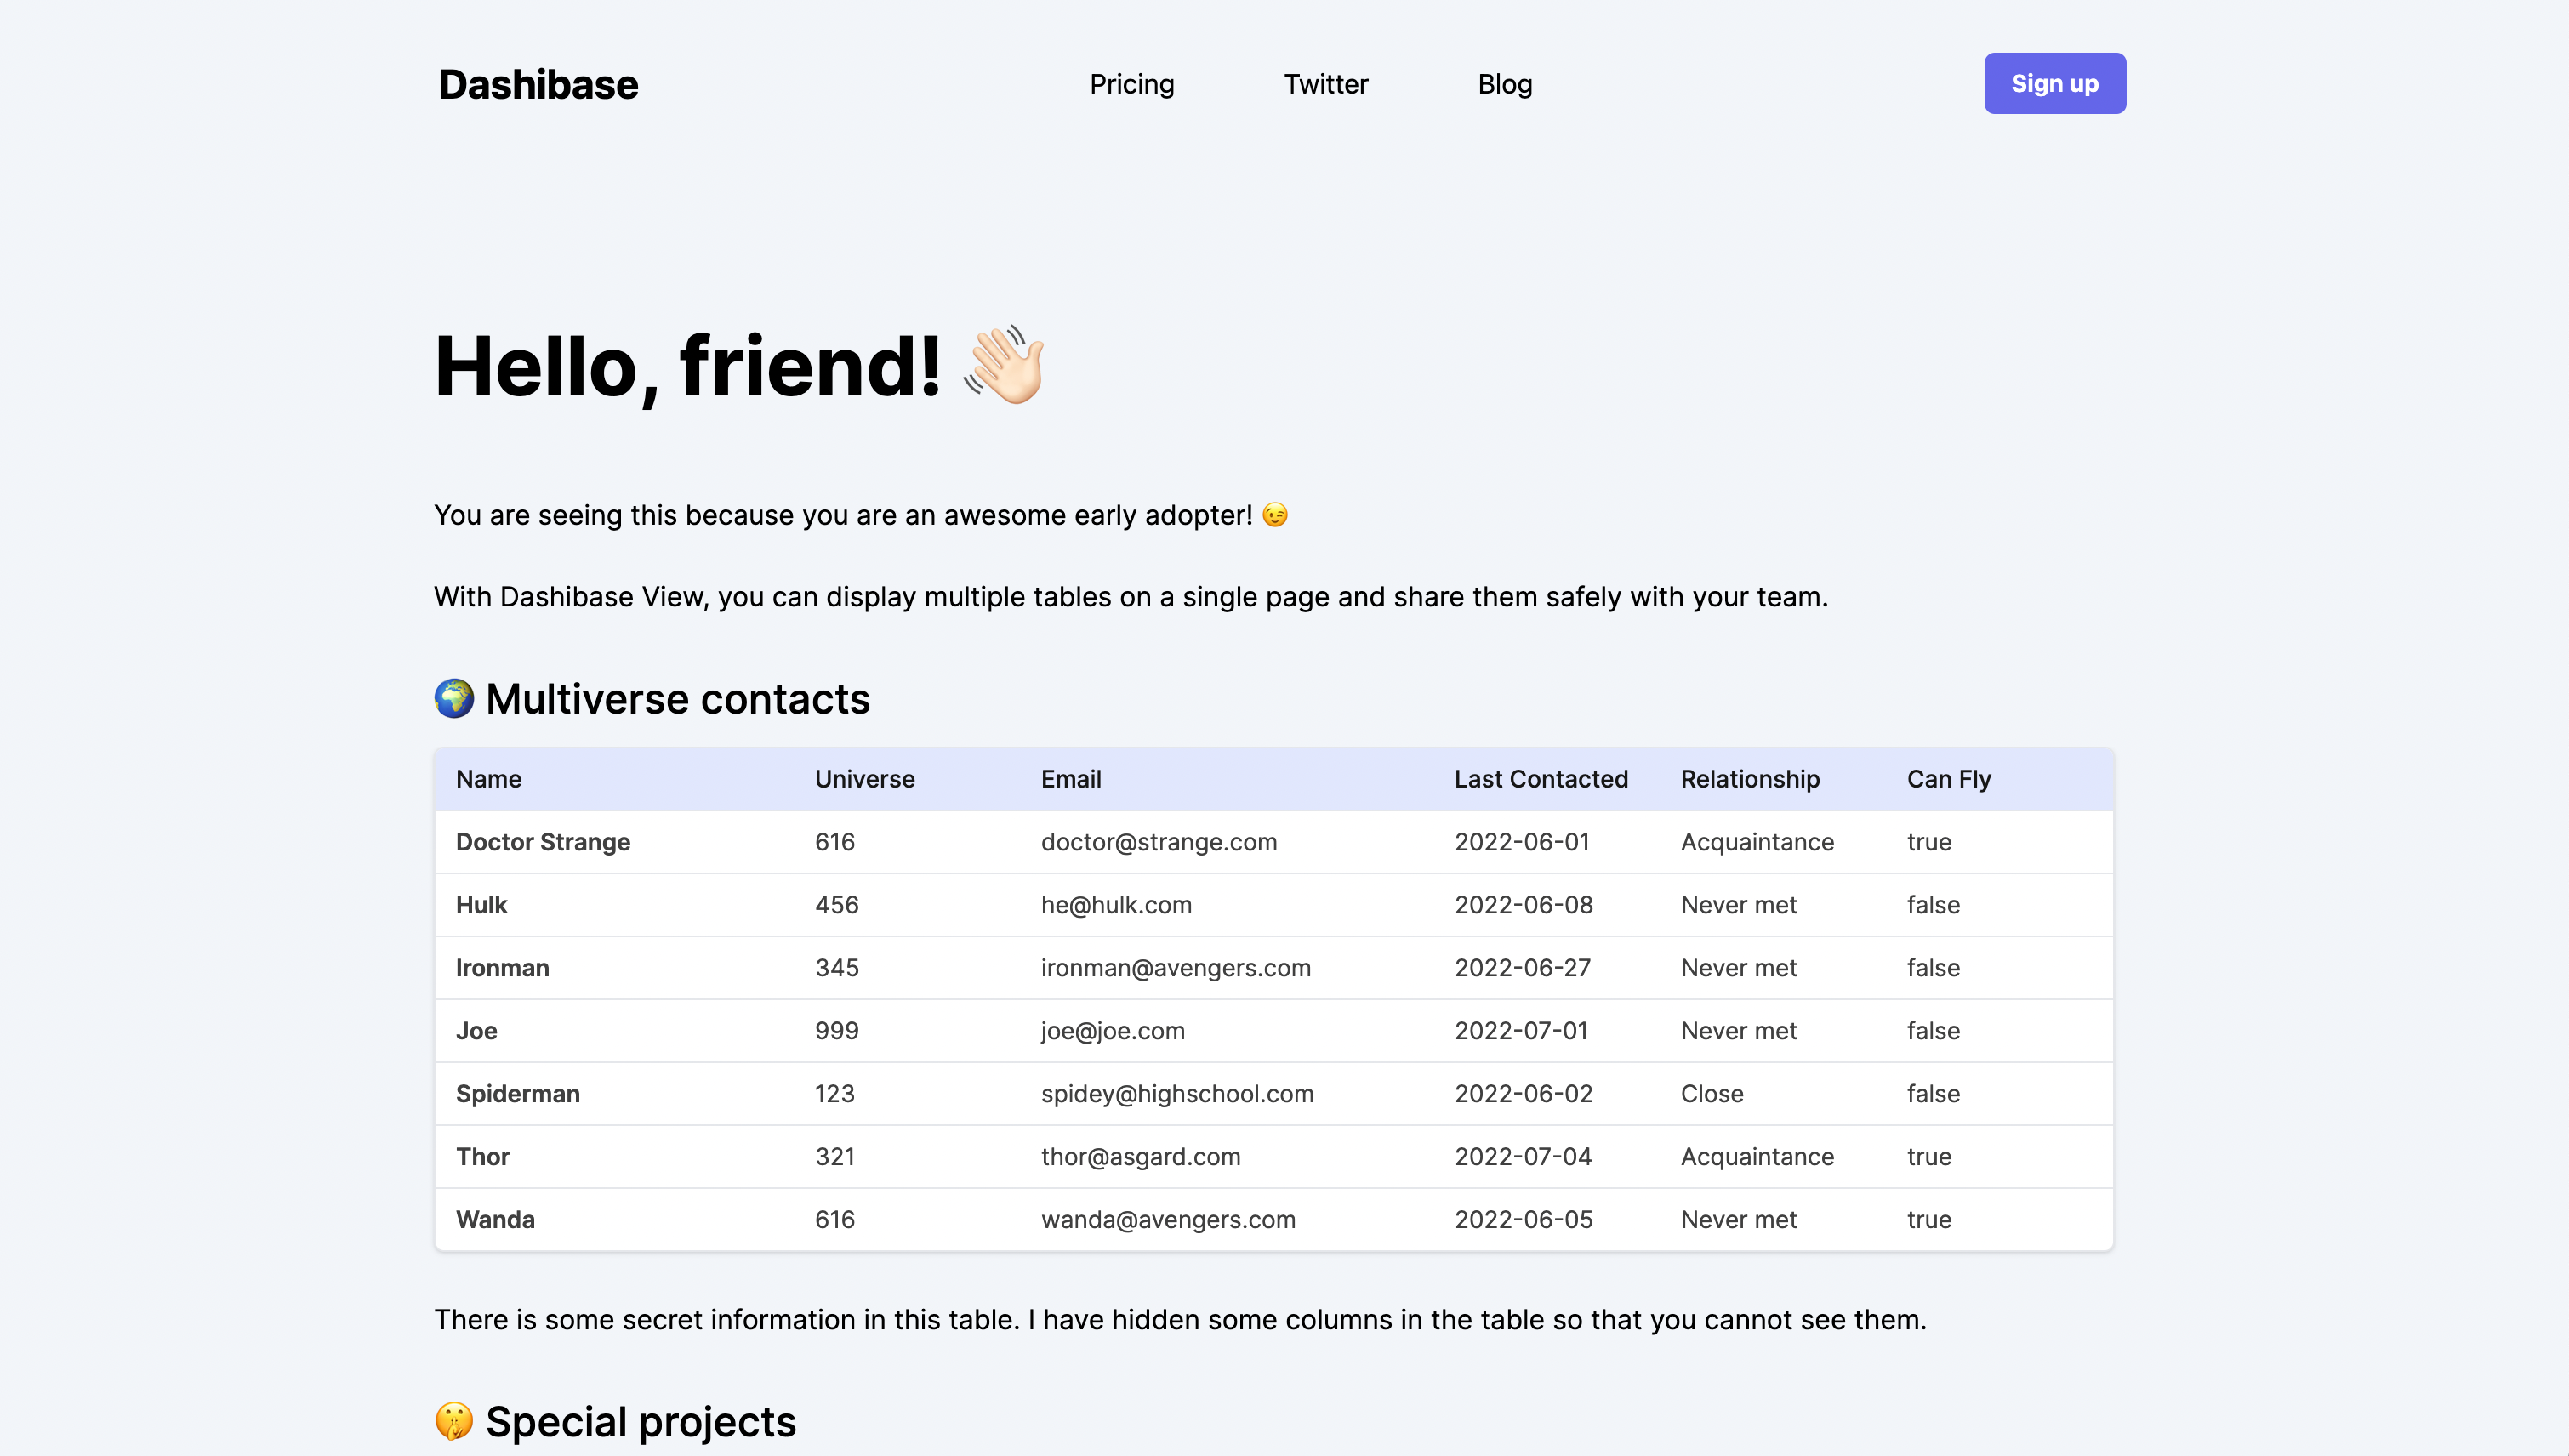 Dashibase Pricing Twitter Blog Sign up
Hello, friend! 👋🏻
You are seeing this because you are an awesome early adopter! 😉
With Dashibase View, you can display multiple tables on a single page and share them safely with your team.
🌍 Multiverse contacts
Name Universe Email Last Contacted Relationship Can Fly
Doctor Strange 616 doctor@strange.com 2022-06-01 Acquaintance true
Hulk 456 he@hulk.com 2022-06-08 Never met false
Ironman 345 ironman@avengers.com 2022-06-27 Never met false
Joe 999 joe@joe.com 2022-07-01 Never met false
Spiderman 123 spidey@highschool.com 2022-06-02 Close false
Thor 321 thor@asgard.com 2022-07-04 Acquaintance true
Wanda 616 wanda@avengers.com 2022-06-05 Never met true
There is some secret information in this table. I have hidden some columns in the table so that you cannot see them.
🤫 Special projects